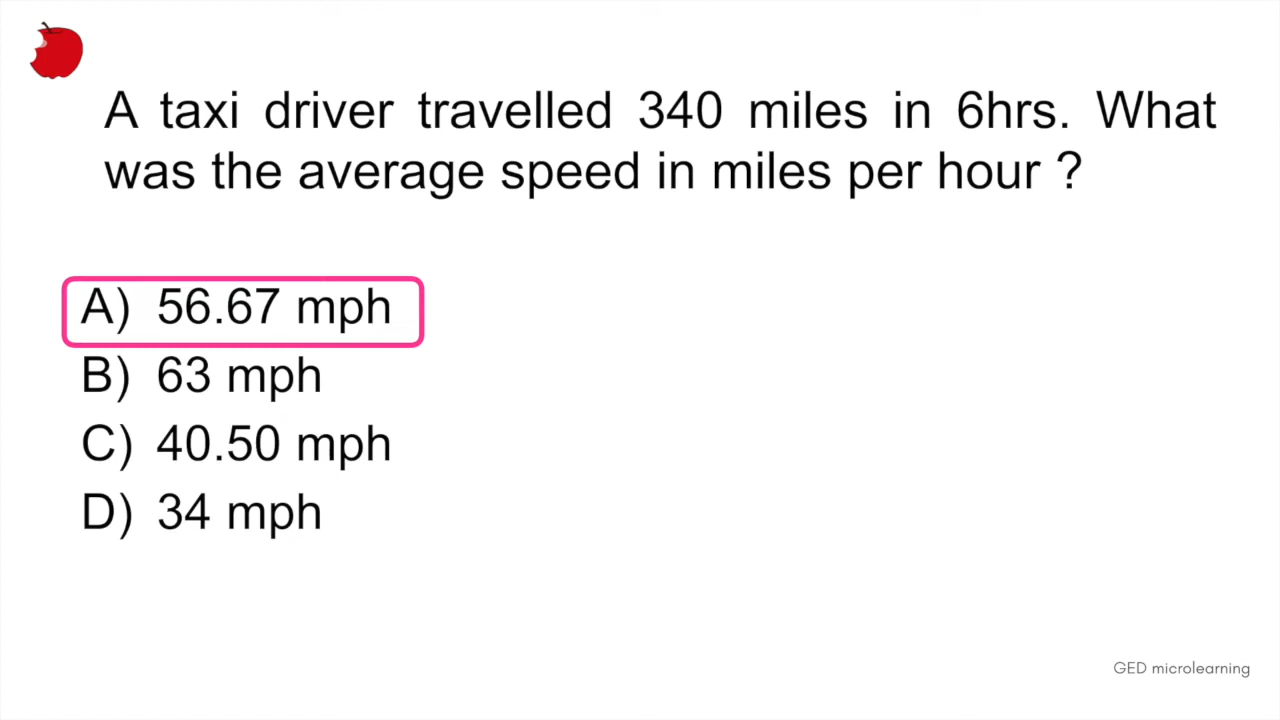 A taxi driver travelled 340 miles in 6hrs. What
was the average speed in miles per hour ?
A) 56.67 mph
B) 63 mph
C) 40.50 mph
D) 34 mph
GED microlearning